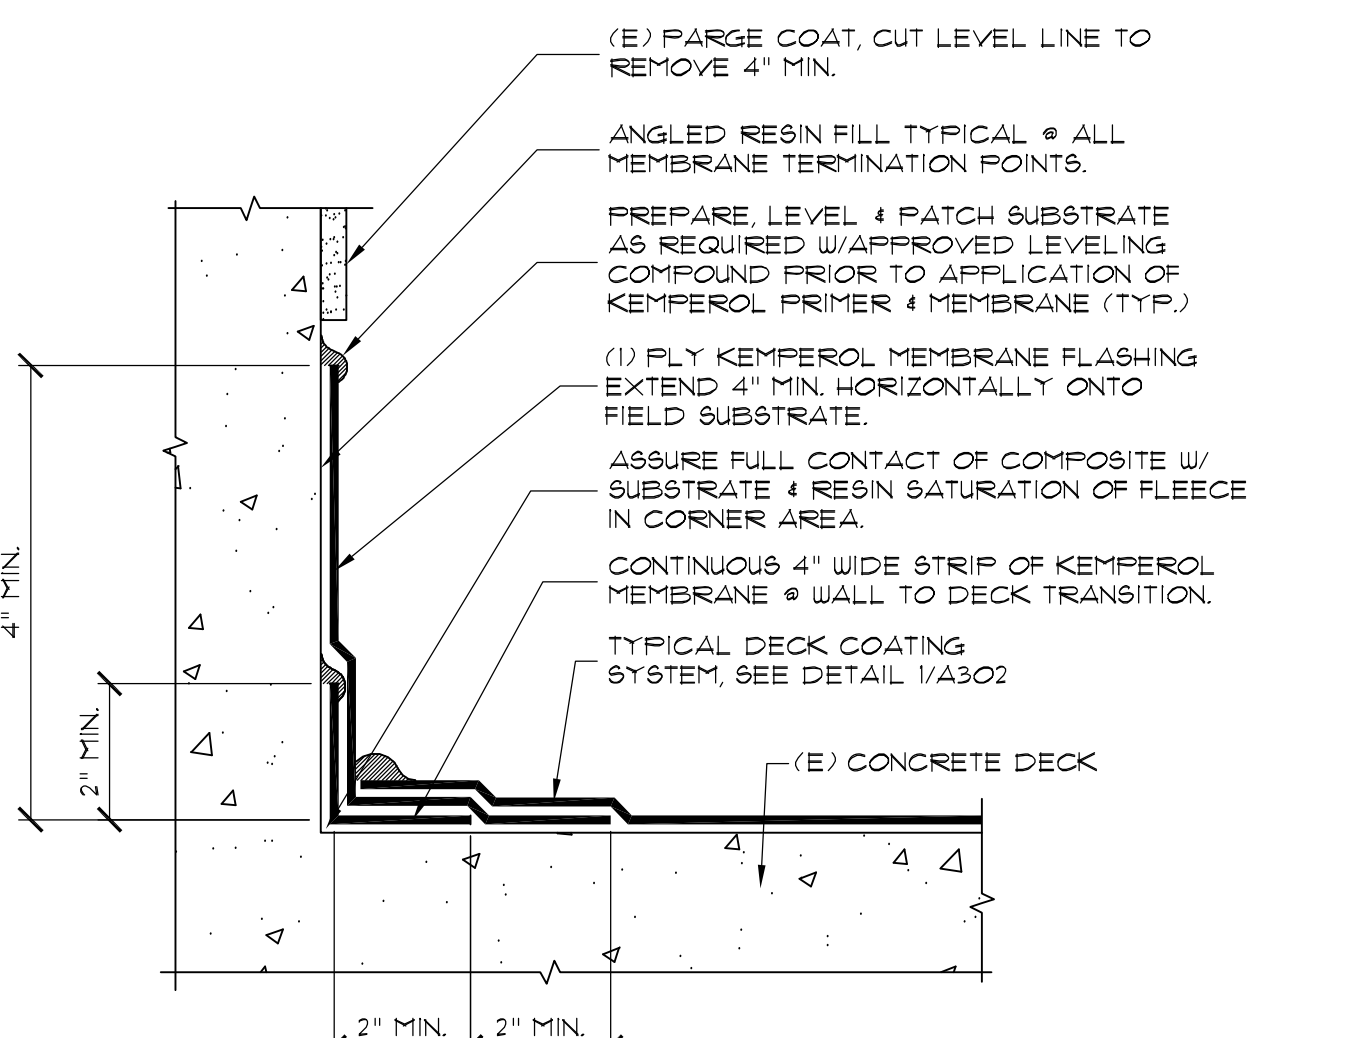 (E) PARGE COAT, CUT LEVEL LINE TO
REMOVE 4" MIN.
ANGLED RESIN FILL TYPICAL @ ALL
MEMBRANE TERMINATION POINTS.
PREPARE, LEVEL & PATCH SUBSTRATE
AS REQUIRED W/APPROVED LEVELING
COMPOUND PRIOR TO APPLICATION OF
KEMPEROL PRIMER & MEMBRANE (TYP.)
(1) PLY KEMPEROL MEMBRANE FLASHING
EXTEND 4" MIN. HORIZONTALLY ONTO
FIELD SUBSTRATE.
ASSURE FULL CONTACT OF COMPOSITE W/
SUBSTRATE & RESIN SATURATION OF FLEECE
IN CORNER AREA.
CONTINUOUS 4" WIDE STRIP OF KEMPEROL
MEMBRANE @ WALL TO DECK TRANSITION.
TYPICAL DECK COATING
SYSTEM, SEE DETAIL 1/A302
(E) CONCRETE DECK
4" MIN.
2" MIN.
2" MIN.
2" MIN.